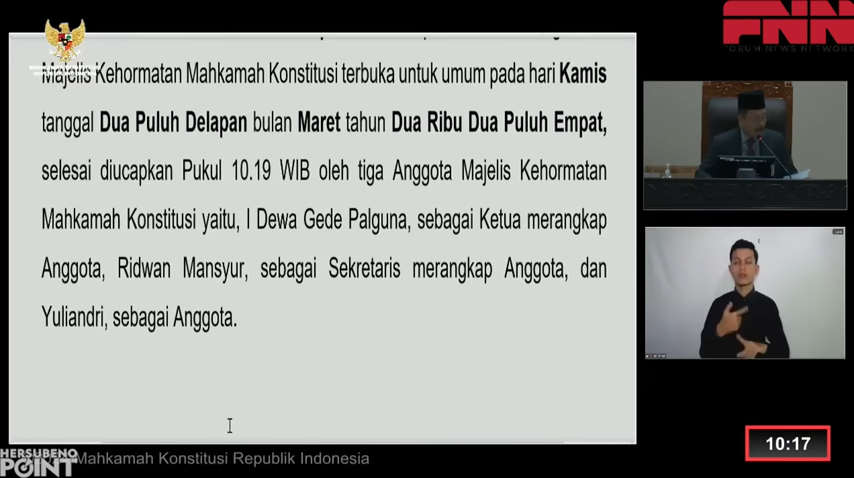 FNN
FORUM NEWS NETWORK
Majelis Kehormatan Mahkamah Konstitusi terbuka untuk umum pada hari Kamis
tanggal Dua Puluh Delapan bulan Maret tahun Dua Ribu Dua Puluh Empat,
selesai diucapkan Pukul 10.19 WIB oleh tiga Anggota Majelis Kehormatan
Mahkamah Konstitusi yaitu, I Dewa Gede Palguna, sebagai Ketua merangkap
Anggota, Ridwan Mansyur, sebagai Sekretaris merangkap Anggota, dan
Yuliandri, sebagai Anggota.
10:17
HERSUBENO
POINT
Mahkamah Konstitusi Republik Indonesia